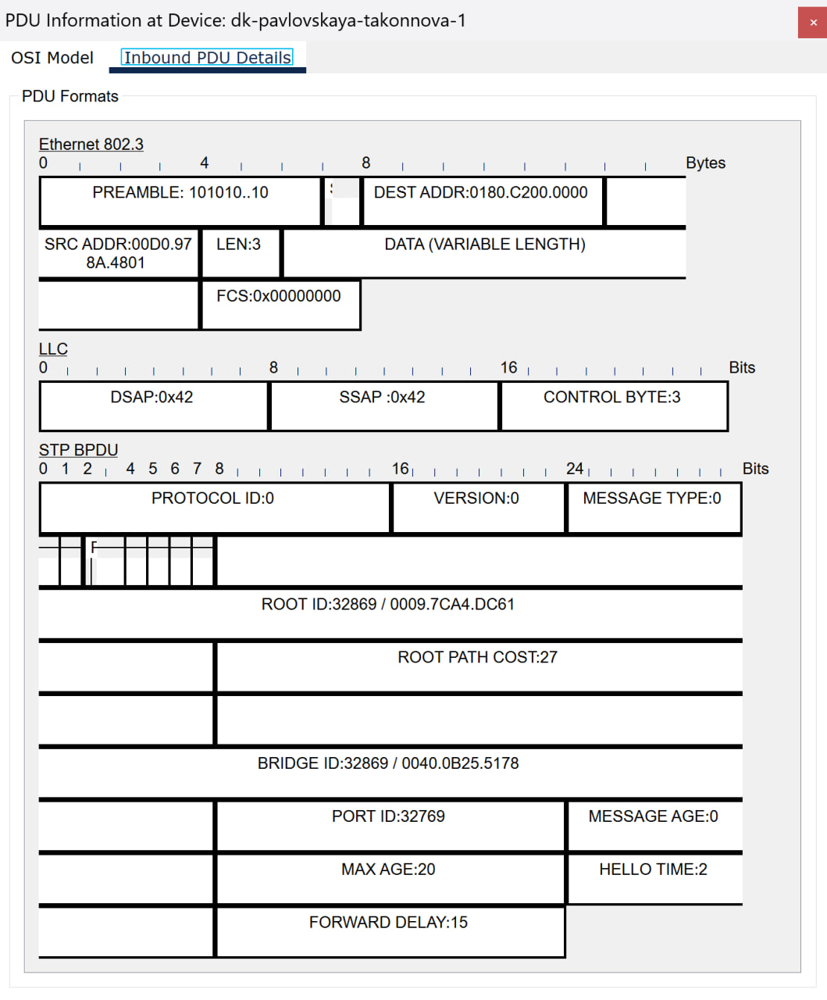 PDU Information at Device: dk-pavlovskaya-takonnova-1
OSI Model Inbound PDU Details
PDU Formats
Ethernet 802.3
0 4 8 Bytes
PREAMBLE: 101010..10 DEST ADDR:0180.C200.0000
SRC ADDR:00D0.97 LEN:3 DATA (VARIABLE LENGTH)
8A.4801
FCS:0x00000000
LLC
0 8 16 Bits
DSAP:0x42 SSAP :0x42 CONTROL BYTE:3
STP BPDU
0 1 2 4 5 6 7 8 16 24 Bits
PROTOCOL ID:0 VERSION:0 MESSAGE TYPE:0
ROOT ID:32869 / 0009.7CA4.DC61
ROOT PATH COST:27
BRIDGE ID:32869 / 0040.0B25.5178
PORT ID:32769 MESSAGE AGE:0
MAX AGE:20 HELLO TIME:2
FORWARD DELAY:15